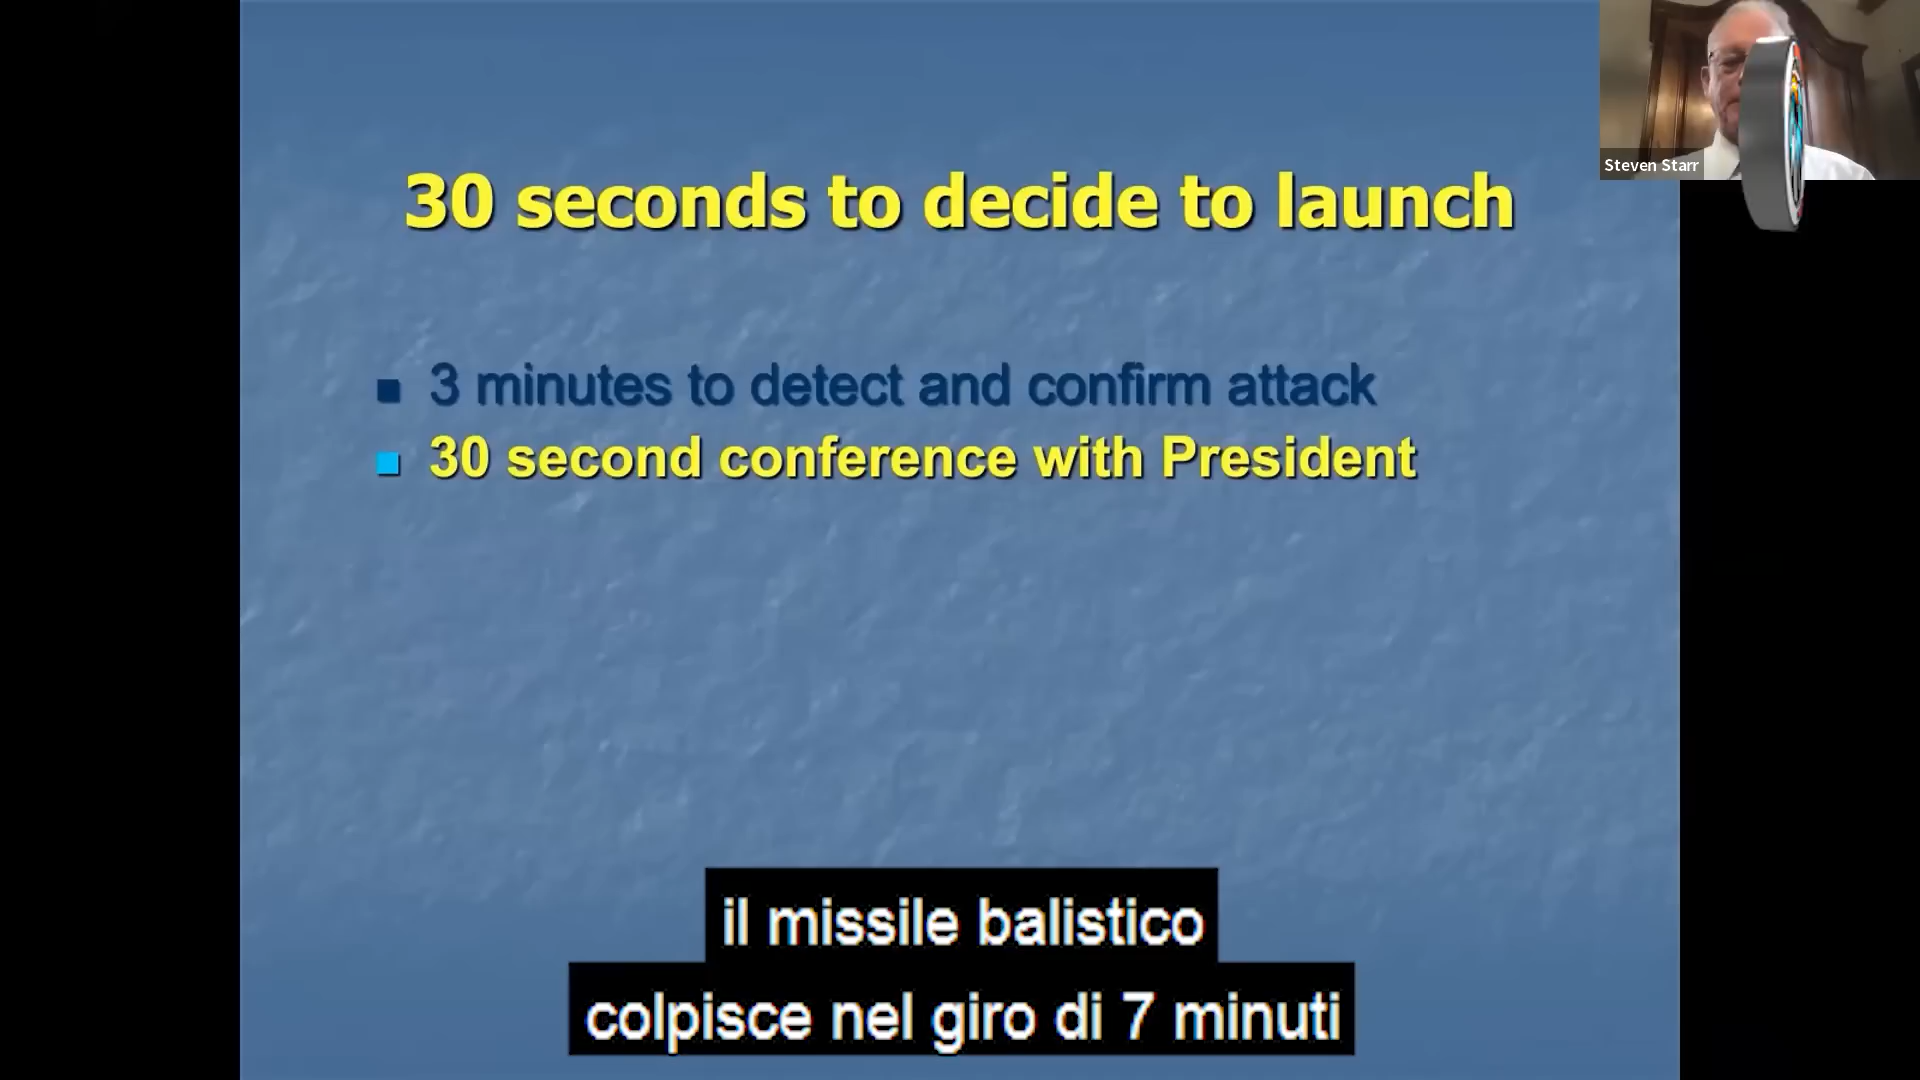 30 seconds to decide to launch
3 minutes to detect and confirm attack
30 second conference with President
Steven Starr
il missile balistico
colpisce nel giro di 7 minuti